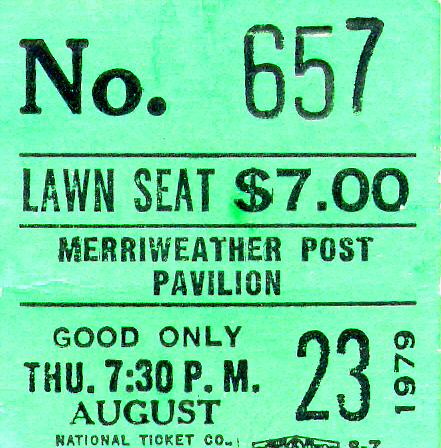 No. 657
LAWN SEAT $7.00
MERRIWEATHER POST
PAVILION
GOOD ONLY
THU. 7:30 P. M.
AUGUST
23
1979
NATIONAL TICKET CO.
S-7